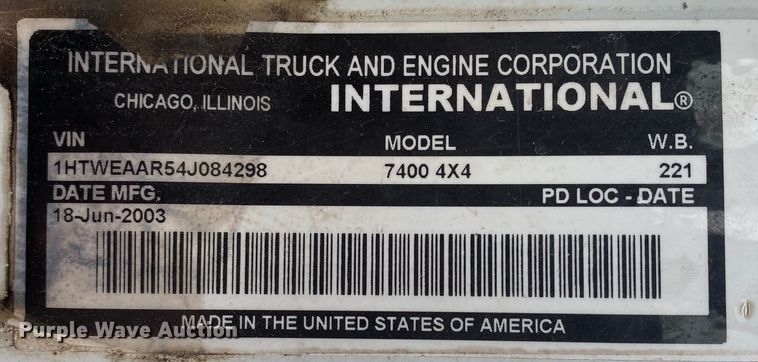 INTERNATIONAL TRUCK AND ENGINE CORPORATION
CHICAGO, ILLINOIS INTERNATIONAL®
VIN MODEL W.B.
1HTWEAAR54J084298 7400 4X4 221
DATE MFG. PD LOC - DATE
18-Jun-2003
MADE IN THE UNITED STATES OF AMERICA
Purple Wave Auction